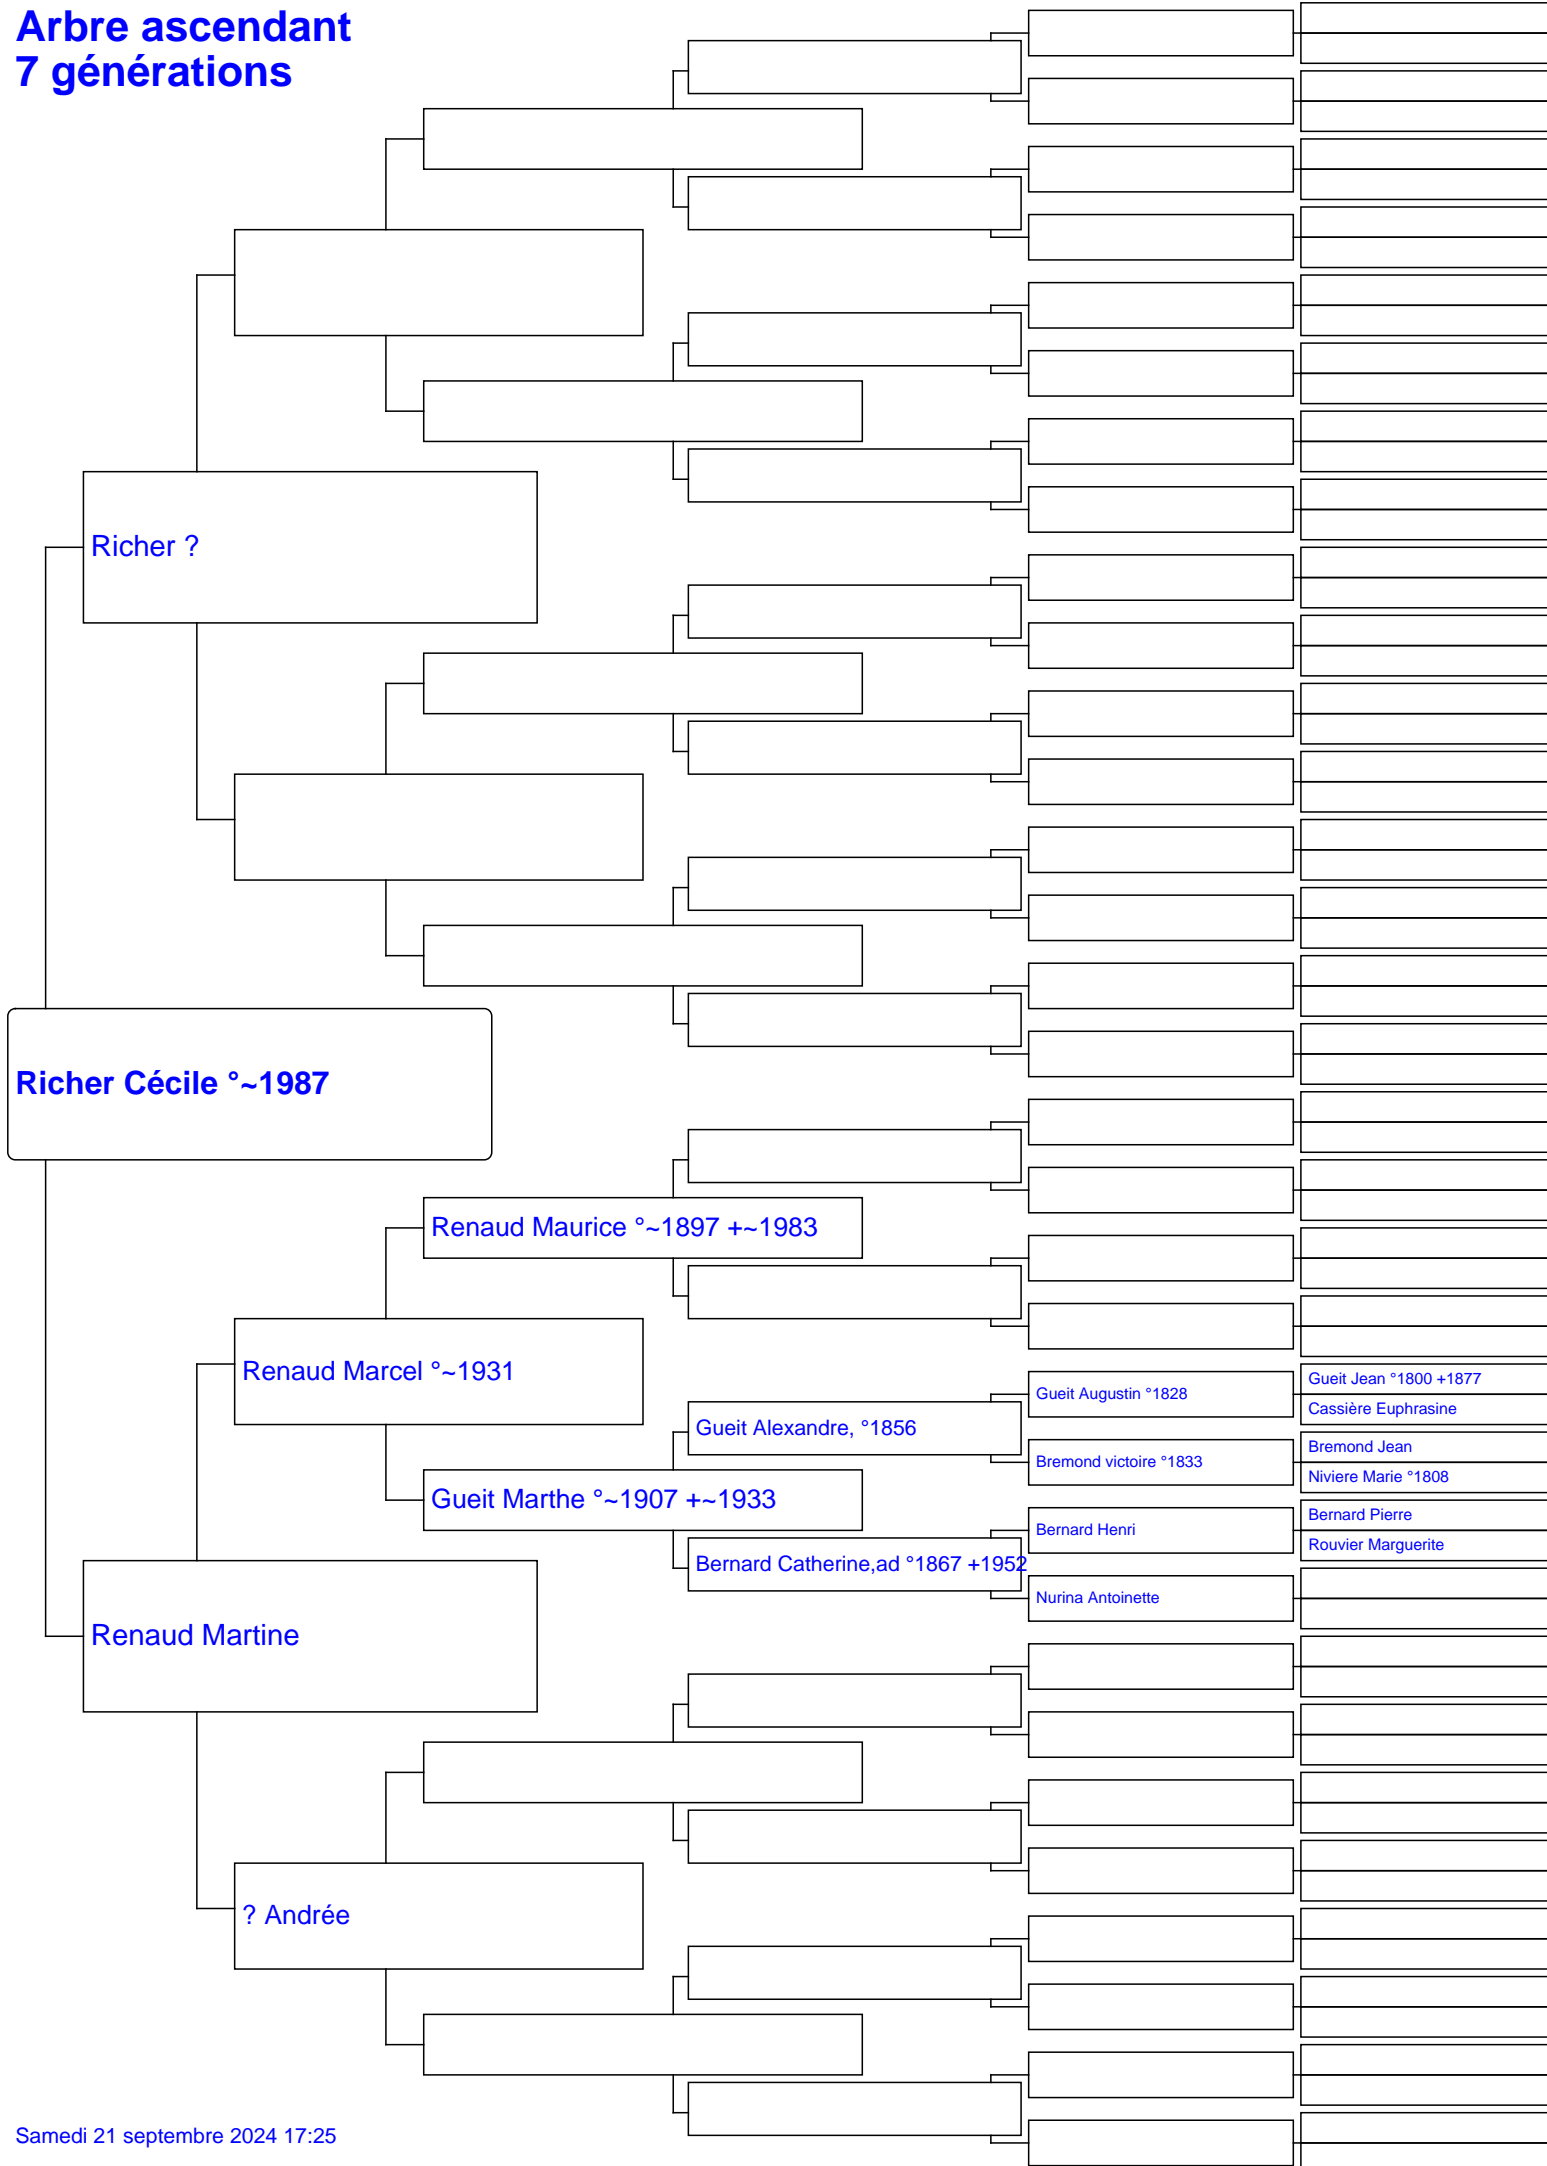 Arbre ascendant
7 générations
Richer ?
Richer Cécile °~1987
Renaud Maurice °~1897 +~1983
Renaud Marcel °~1931
Gueit Augustin °1828
Gueit Jean °1800 +1877
Cassière Euphrasine
Gueit Alexandre, °1856
Bremond victoire °1833
Bremond Jean
Niviere Marie °1808
Gueit Marthe °~1907 +~1933
Bernard Henri
Bernard Pierre
Rouvier Marguerite
Bernard Catherine,ad °1867 +1952
Nurina Antoinette
Renaud Martine
? Andrée
Samedi 21 septembre 2024 17:25